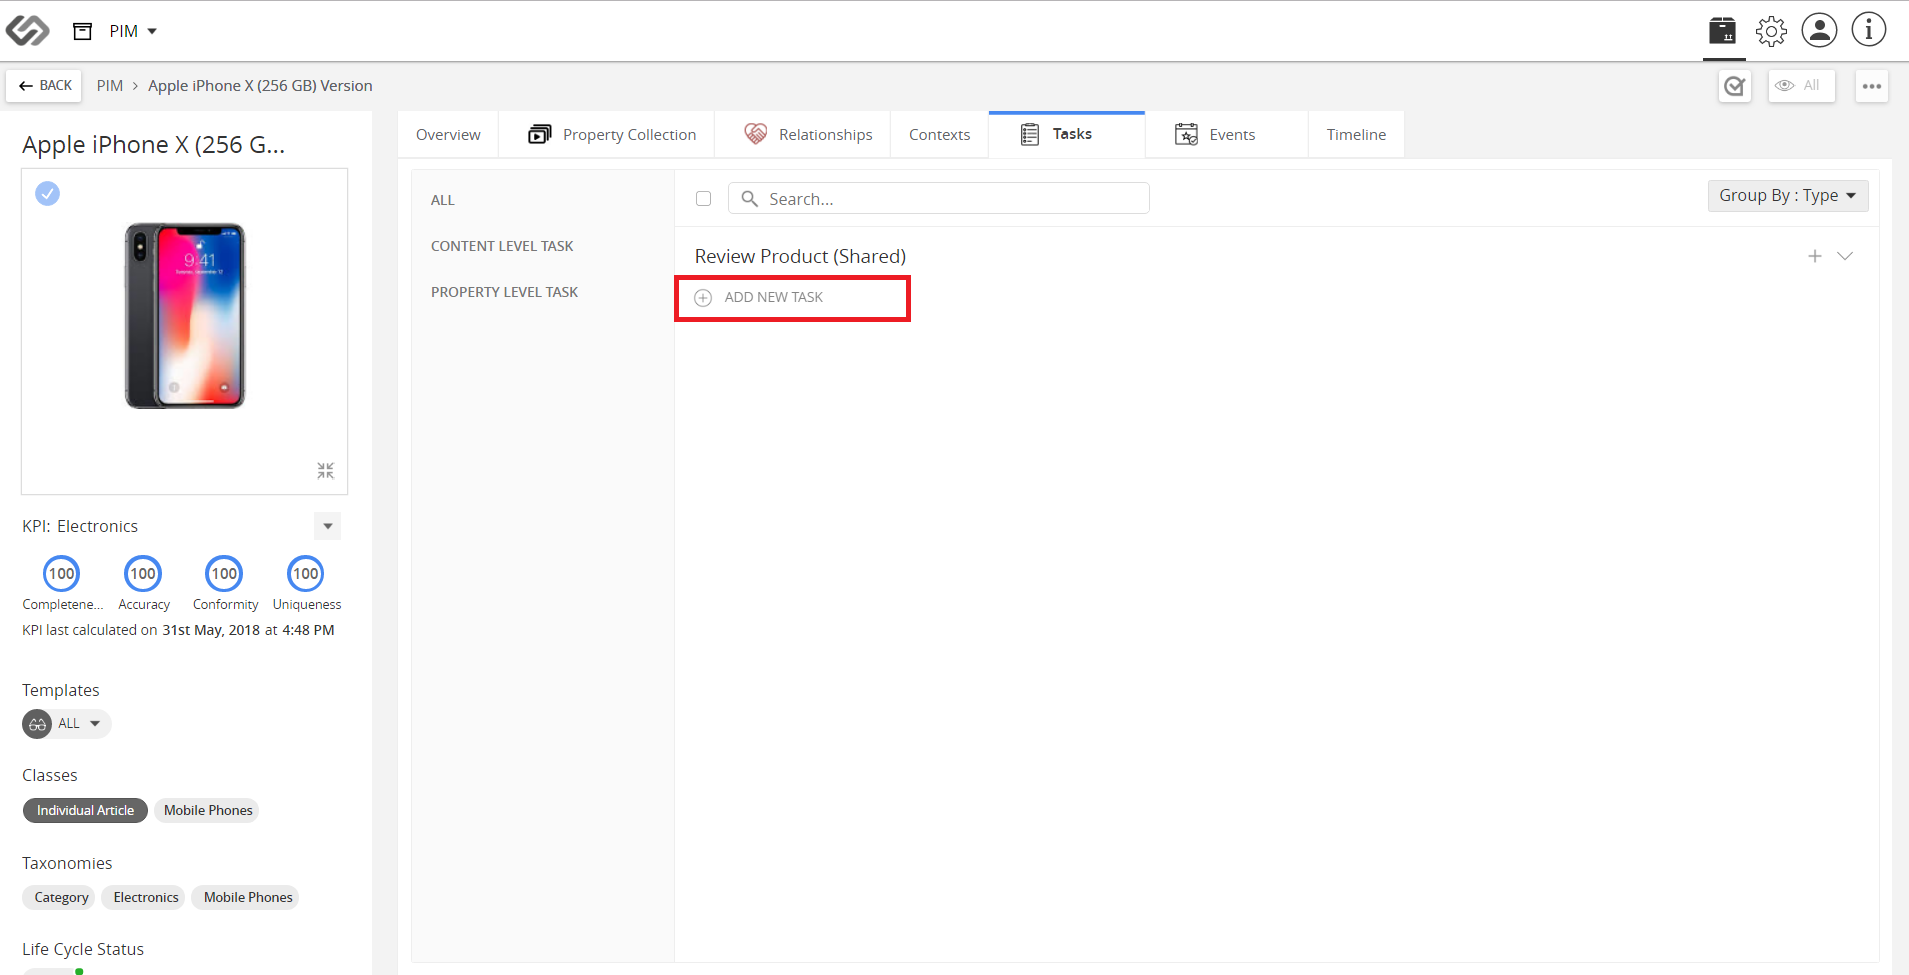 PIM
BACK
PIM > Apple iPhone X (256 GB) Version
All
Apple iPhone X (256 G...
9:41
KPI: Electronics
100 100 100 100
Completene... Accuracy Conformity Uniqueness
KPI last calculated on 31st May, 2018 at 4:48 PM
Templates
ALL
Classes
Individual Article Mobile Phones
Taxonomies
Category Electronics Mobile Phones
Life Cycle Status
Overview Property Collection Relationships Contexts Tasks Events Timeline
ALL
CONTENT LEVEL TASK
PROPERTY LEVEL TASK
Search...
Group By : Type
Review Product (Shared)
ADD NEW TASK